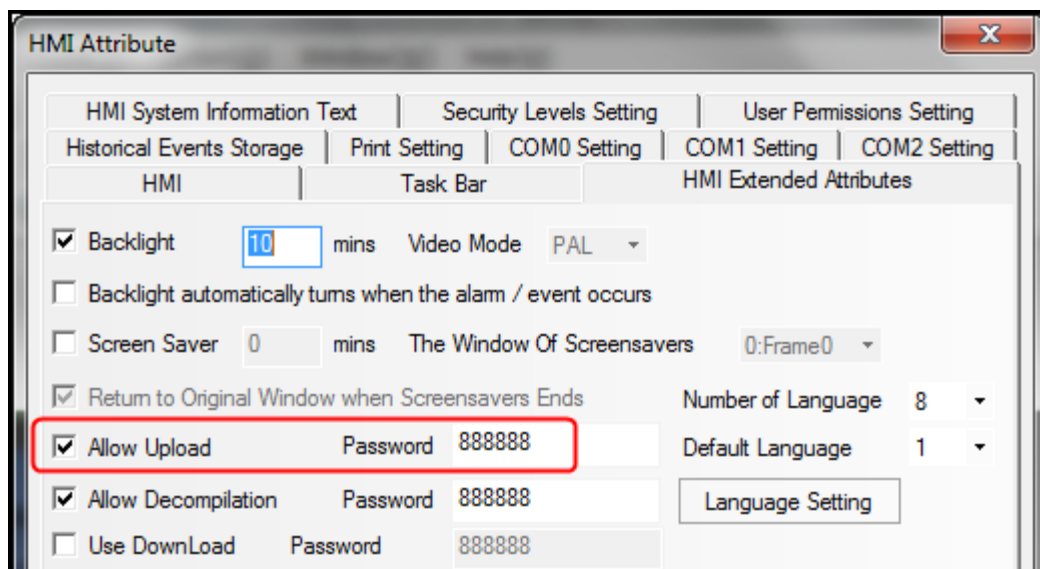 HMI Attribute
HMI System Information Text Security Levels Setting User Permissions Setting
Historical Events Storage Print Setting COM0 Setting COM1 Setting COM2 Setting
HMI Task Bar HMI Extended Attributes
Backlight 10 mins Video Mode PAL
Backlight automatically turns when the alarm / event occurs
Screen Saver 0 mins The Window Of Screensavers 0:Frame0
Return to Original Window when Screensavers Ends Number of Language 8
Allow Upload Password 888888 Default Language 1
Allow Decompilation Password 888888 Language Setting
Use DownLoad Password 888888